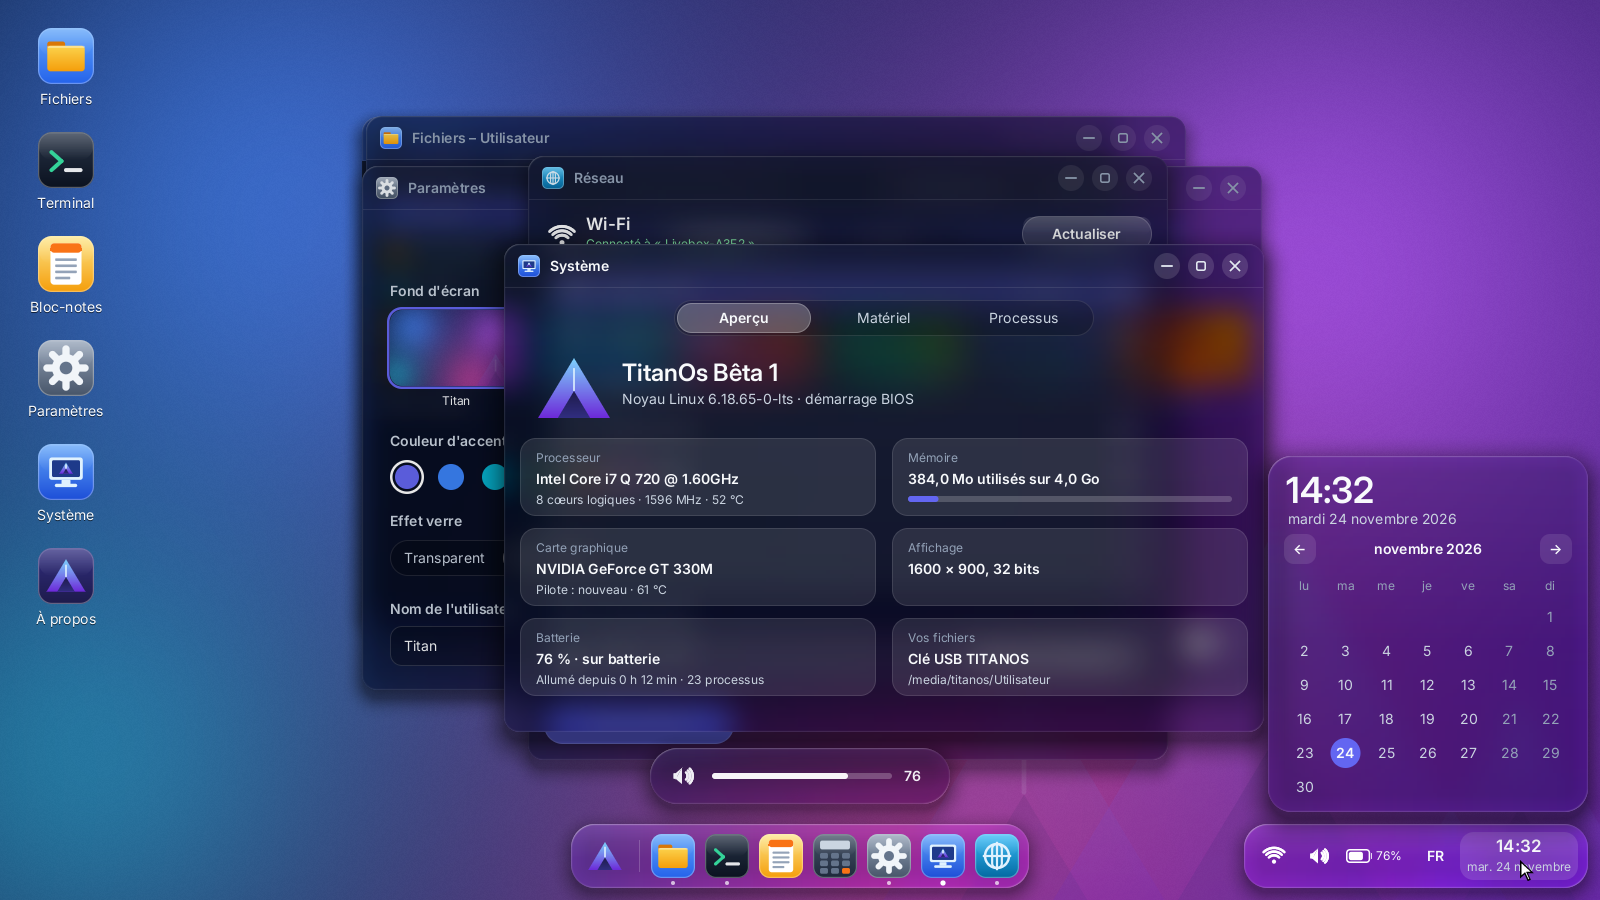 Fichiers
Terminal
Bloc-notes
Paramètres
Système
À propos
Fichiers – Utilisateur
Paramètres
Fond d'écran
Titan
Couleur d'accent
Effet verre
Transparent
Nom de l'utilisate
Titan
Réseau
Wi-Fi
Connecté à « Livebox-A3F2 »
Actualiser
Système
Aperçu
Matériel
Processus
TitanOs Bêta 1
Noyau Linux 6.18.65-0-lts · démarrage BIOS
Processeur
Intel Core i7 Q 720 @ 1.60GHz
8 cœurs logiques · 1596 MHz · 52 °C
Mémoire
384,0 Mo utilisés sur 4,0 Go
Carte graphique
NVIDIA GeForce GT 330M
Pilote : nouveau · 61 °C
Affichage
1600 × 900, 32 bits
Batterie
76 % · sur batterie
Allumé depuis 0 h 12 min · 23 processus
Vos fichiers
Clé USB TITANOS
/media/titanos/Utilisateur
76
14:32
mardi 24 novembre 2026
novembre 2026
lu ma me je ve sa di
1
2 3 4 5 6 7 8
9 10 11 12 13 14 15
16 17 18 19 20 21 22
23 24 25 26 27 28 29
30
76%
FR
14:32
mar. 24 novembre